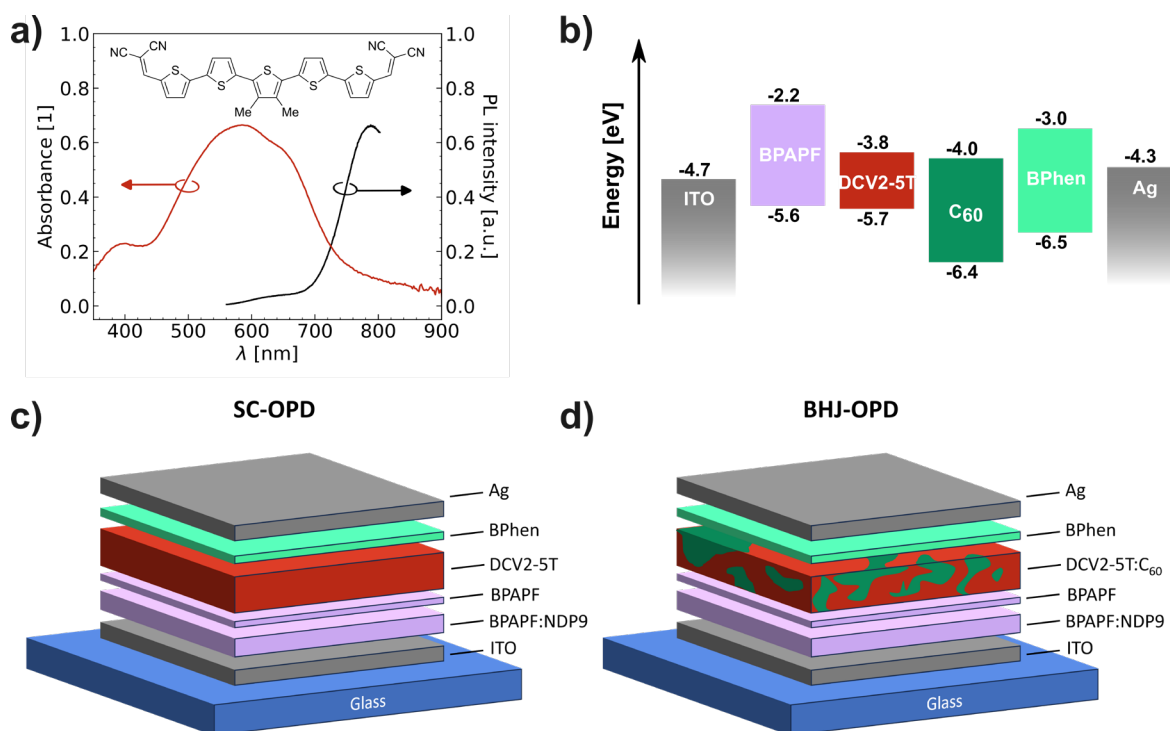 a)
1.0
0.8
0.6
0.4
0.2
0.0
Absorbance [1]
400 500 600 700 800 900
λ [nm]
1.0
0.8
0.6
0.4
0.2
0.0
PL intensity [a.u.]
CN
NC
S S S S S
Me Me
CN
CN
b)
Energy [eV]
-4.7
ITO
-2.2
BPAPF
-5.6
-3.8
DCV2-5T
-5.7
-4.0
C60
-6.4
-3.0
BPhen
-6.5
-4.3
Ag
c)
SC-OPD
Ag
BPhen
DCV2-5T
BPAPF
BPAPF:NDP9
ITO
Glass
d)
BHJ-OPD
Ag
BPhen
DCV2-5T:C60
BPAPF
BPAPF:NDP9
ITO
Glass